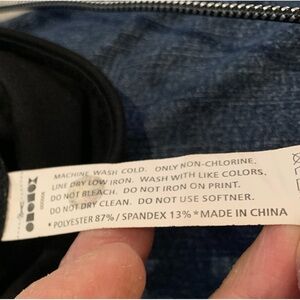 MACHINE WASH COLD. ONLY NON-CHLORINE.
LINE DRY LOW IRON. WASH WITH LIKE COLORS.
DO NOT BLEACH. DO NOT IRON ON PRINT.
DO NOT DRY CLEAN. DO NOT USE SOFTNER.
*POLYESTER 87% / SPANDEX 13% *MADE IN CHINA